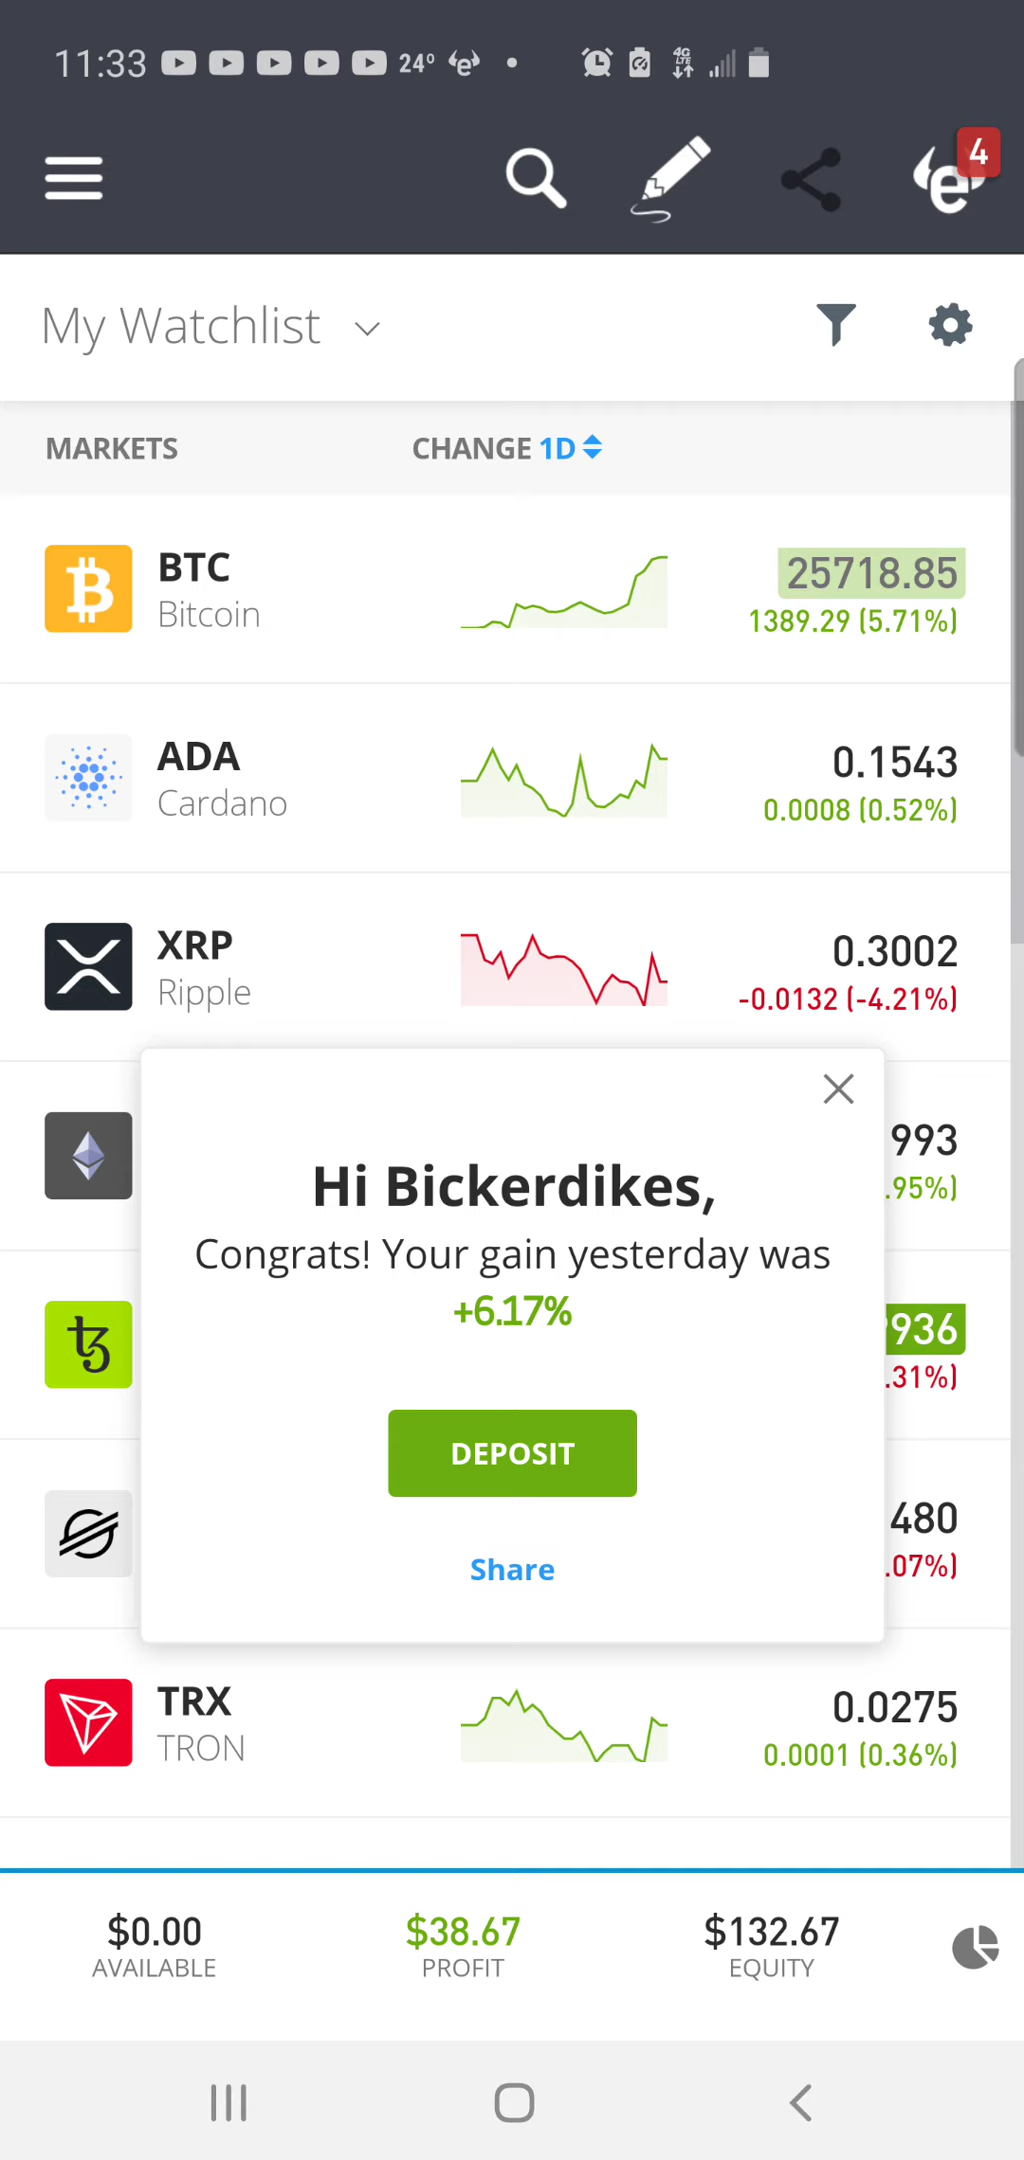 11:33 24°
4
My Watchlist
MARKETS CHANGE 1D
BTC 25718.85
Bitcoin 1389.29 (5.71%)
ADA 0.1543
Cardano 0.0008 (0.52%)
XRP 0.3002
Ripple -0.0132 (-4.21%)
993
.95%)
Hi Bickerdikes,
Congrats! Your gain yesterday was
+6.17%
936
.31%)
DEPOSIT
480
.07%)
Share
TRX 0.0275
TRON 0.0001 (0.36%)
$0.00 $38.67 $132.67
AVAILABLE PROFIT EQUITY